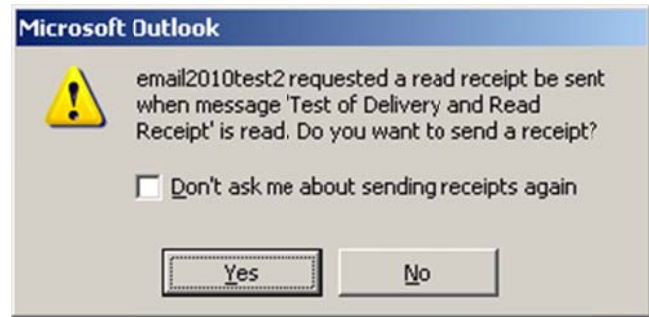 Microsoft Outlook
email2010test2 requested a read receipt be sent
when message 'Test of Delivery and Read
Receipt' is read. Do you want to send a receipt?
Don't ask me about sending receipts again
Yes
No